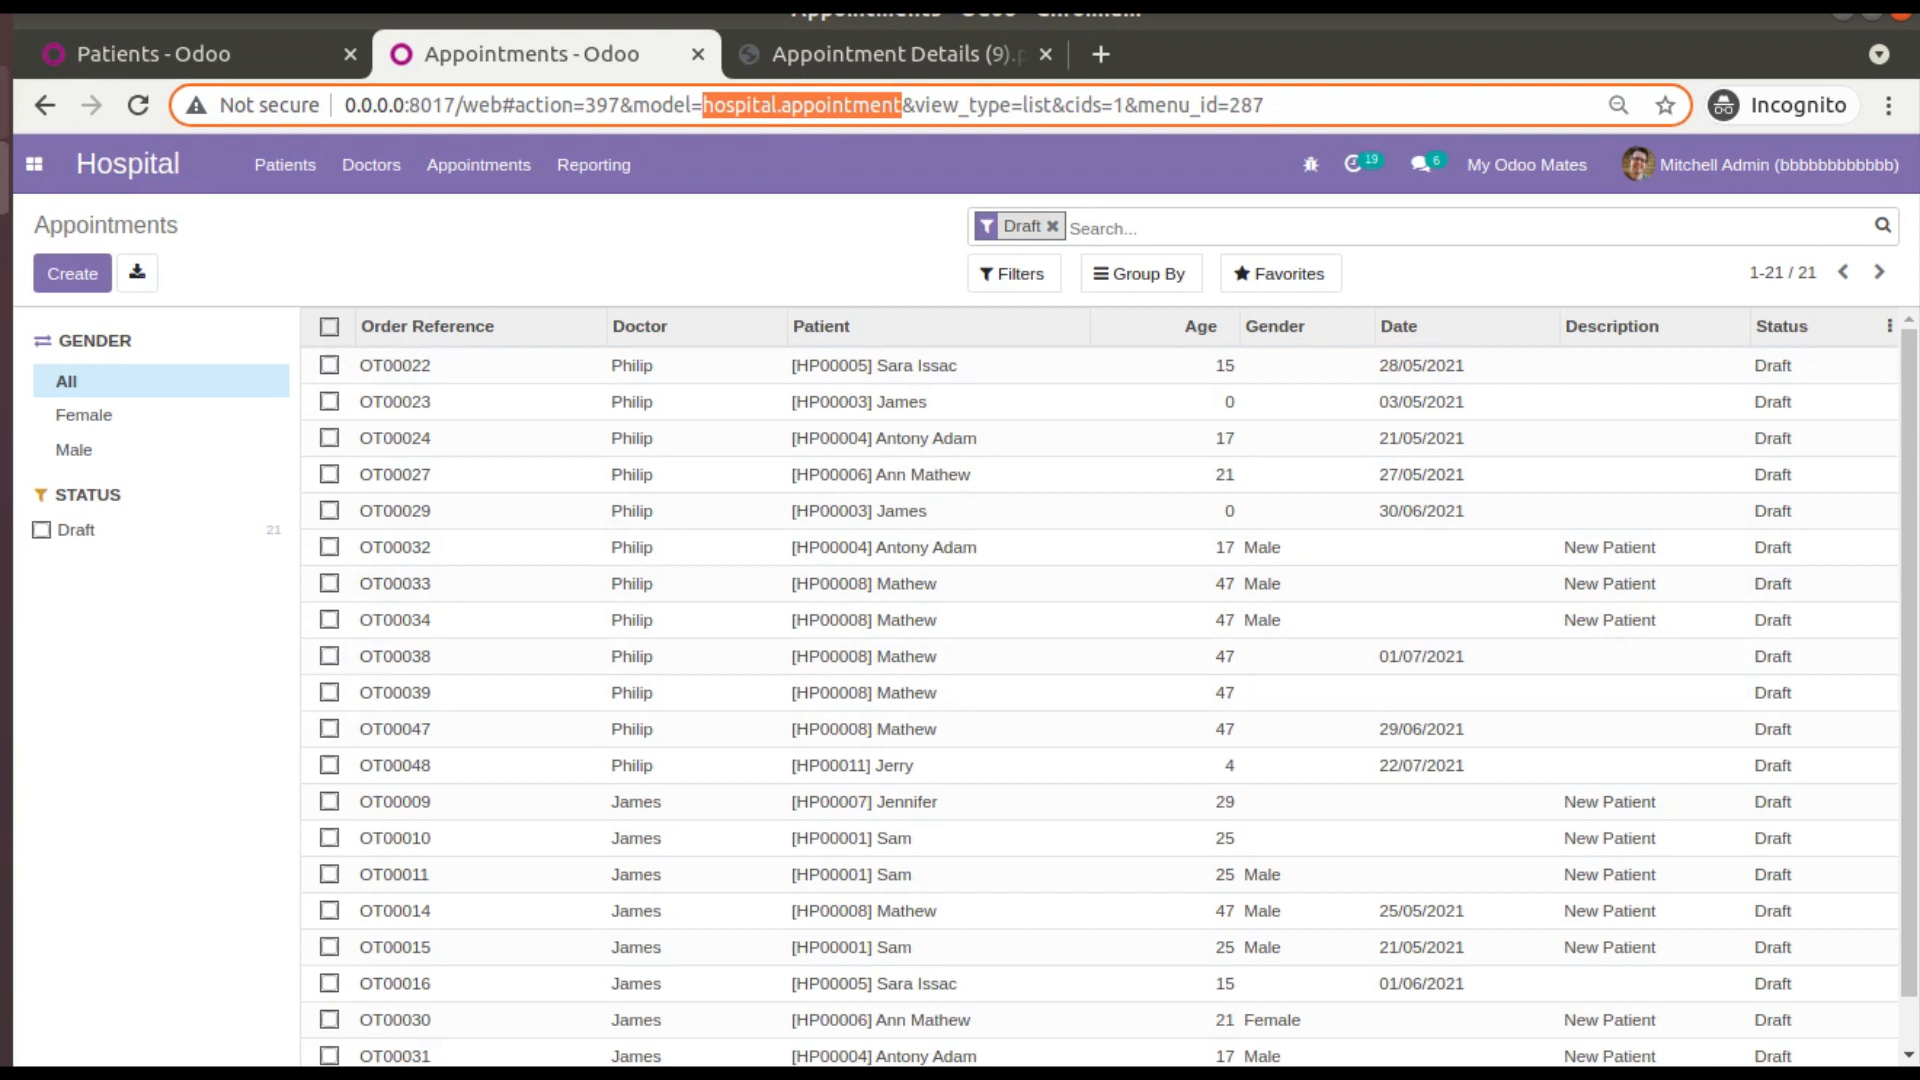 Appointments - Odoo - Chromium
Patients - Odoo
Appointments - Odoo
Appointment Details (9).p
Not secure 0.0.0.0:8017/web#action=397&model=hospital.appointment&view_type=list&cids=1&menu_id=287 Incognito
Hospital Patients Doctors Appointments Reporting 19 6 My Odoo Mates Mitchell Admin (bbbbbbbbbbbb)
Appointments
Draft Search...
Create Filters Group By Favorites 1-21 / 21
GENDER
All
Female
Male
STATUS
Draft 21
Order Reference Doctor Patient Age Gender Date Description Status
OT00022 Philip [HP00005] Sara Issac 15 28/05/2021 Draft
OT00023 Philip [HP00003] James 0 03/05/2021 Draft
OT00024 Philip [HP00004] Antony Adam 17 21/05/2021 Draft
OT00027 Philip [HP00006] Ann Mathew 21 27/05/2021 Draft
OT00029 Philip [HP00003] James 0 30/06/2021 Draft
OT00032 Philip [HP00004] Antony Adam 17 Male New Patient Draft
OT00033 Philip [HP00008] Mathew 47 Male New Patient Draft
OT00034 Philip [HP00008] Mathew 47 Male New Patient Draft
OT00038 Philip [HP00008] Mathew 47 01/07/2021 Draft
OT00039 Philip [HP00008] Mathew 47 Draft
OT00047 Philip [HP00008] Mathew 47 29/06/2021 Draft
OT00048 Philip [HP00011] Jerry 4 22/07/2021 Draft
OT00009 James [HP00007] Jennifer 29 New Patient Draft
OT00010 James [HP00001] Sam 25 New Patient Draft
OT00011 James [HP00001] Sam 25 Male New Patient Draft
OT00014 James [HP00008] Mathew 47 Male 25/05/2021 New Patient Draft
OT00015 James [HP00001] Sam 25 Male 21/05/2021 New Patient Draft
OT00016 James [HP00005] Sara Issac 15 01/06/2021 Draft
OT00030 James [HP00006] Ann Mathew 21 Female New Patient Draft
OT00031 James [HP00004] Antony Adam 17 Male New Patient Draft